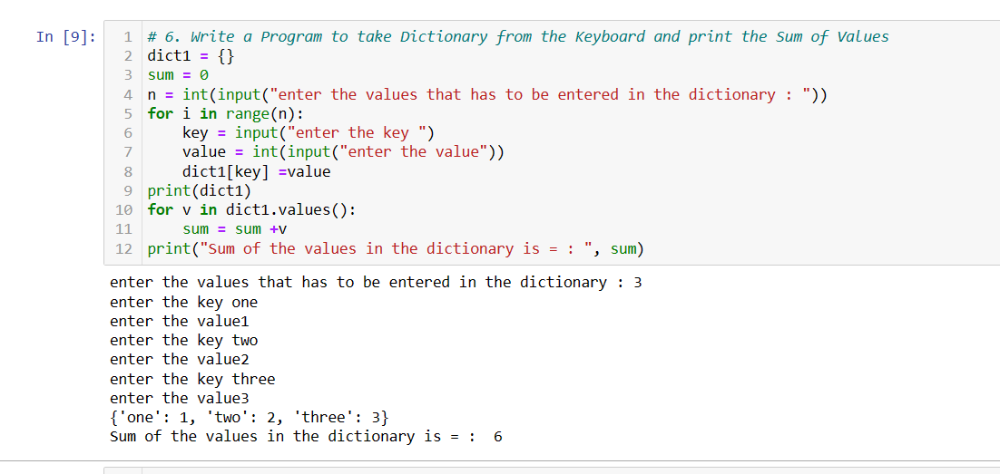 In [9]:
1 # 6. Write a Program to take Dictionary from the Keyboard and print the Sum of Values
2 dict1 = {}
3 sum = 0
4 n = int(input("enter the values that has to be entered in the dictionary : "))
5 for i in range(n):
6     key = input("enter the key ")
7     value = int(input("enter the value"))
8     dict1[key] =value
9 print(dict1)
10 for v in dict1.values():
11     sum = sum +v
12 print("Sum of the values in the dictionary is = : ", sum)
enter the values that has to be entered in the dictionary : 3
enter the key one
enter the value1
enter the key two
enter the value2
enter the key three
enter the value3
{'one': 1, 'two': 2, 'three': 3}
Sum of the values in the dictionary is = :  6